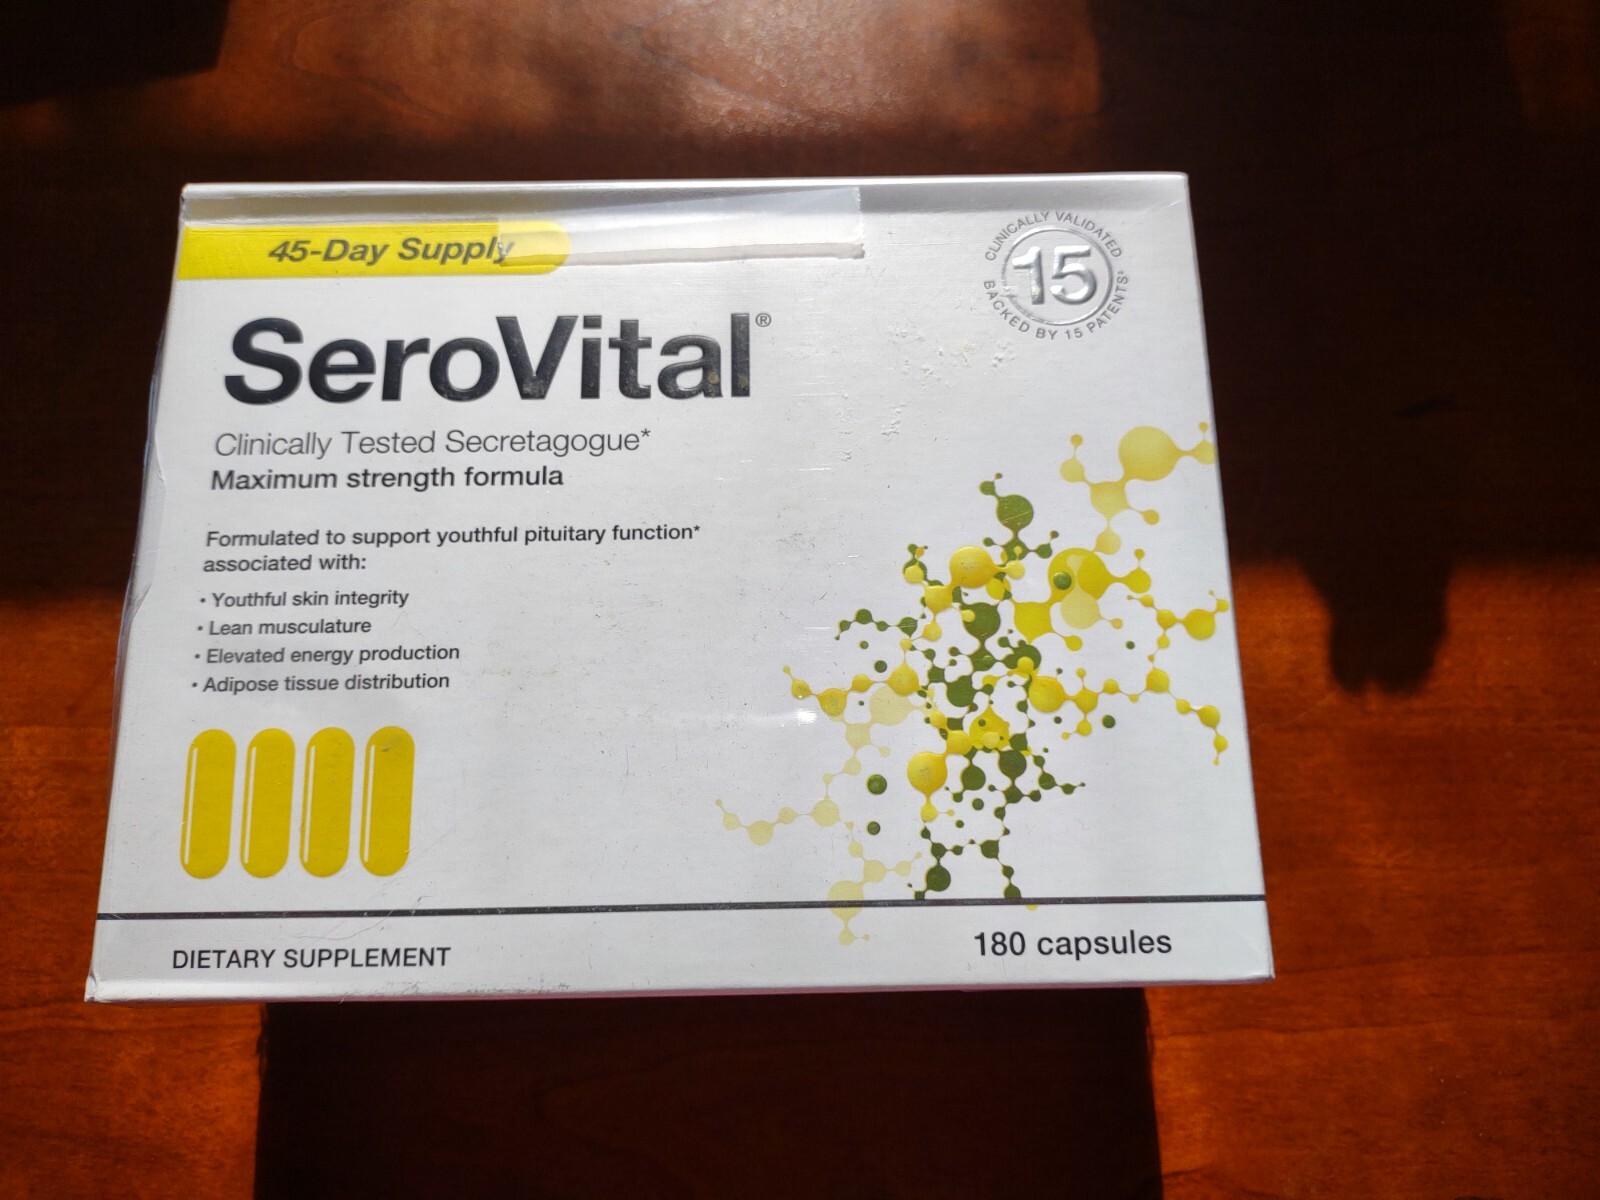 45-Day Supply
CLINICALLY VALIDATED
15
BACKED BY 15 PATENTS
SeroVital®
Clinically Tested Secretagogue*
Maximum strength formula
Formulated to support youthful pituitary function*
associated with:
• Youthful skin integrity
• Lean musculature
• Elevated energy production
• Adipose tissue distribution
DIETARY SUPPLEMENT
180 capsules